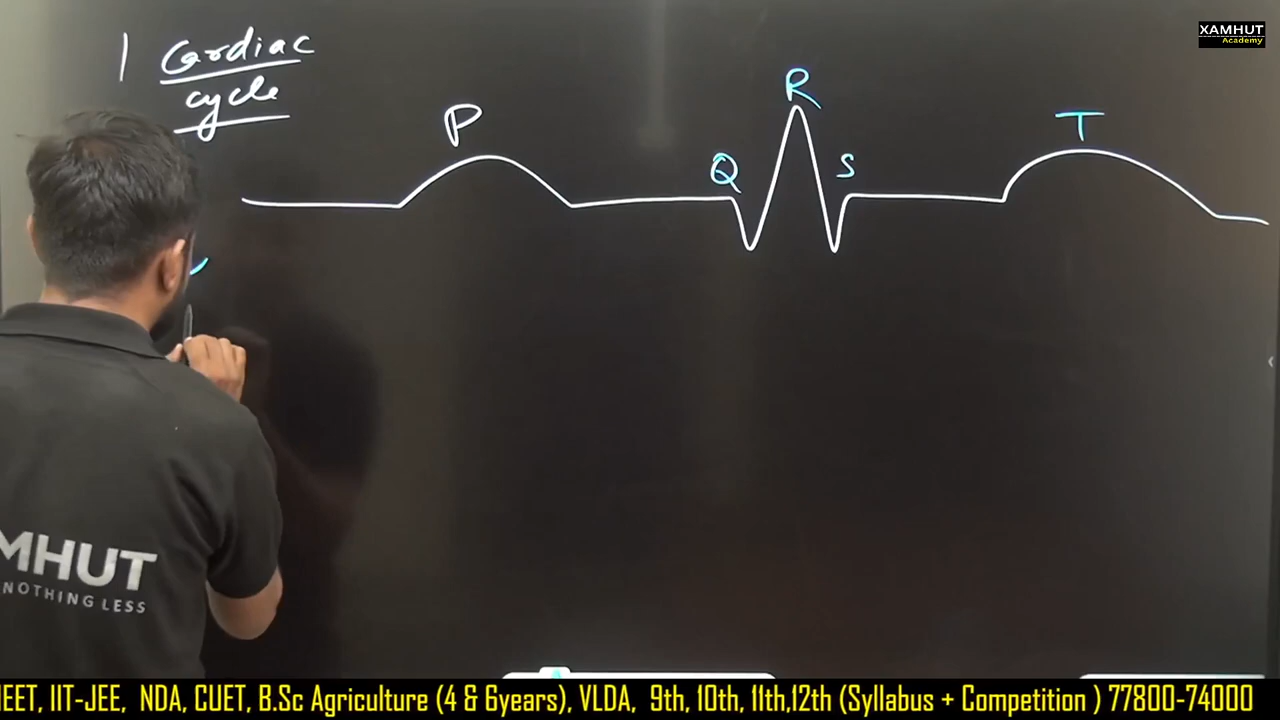 XAMHUT
Academy
1 Cardiac
cycle
P
Q
R
S
T
MHUT
NOTHING LESS
NEET, IIT-JEE, NDA, CUET, B.Sc Agriculture (4 & 6years), VLDA, 9th, 10th, 11th,12th (Syllabus + Competition ) 77800-74000